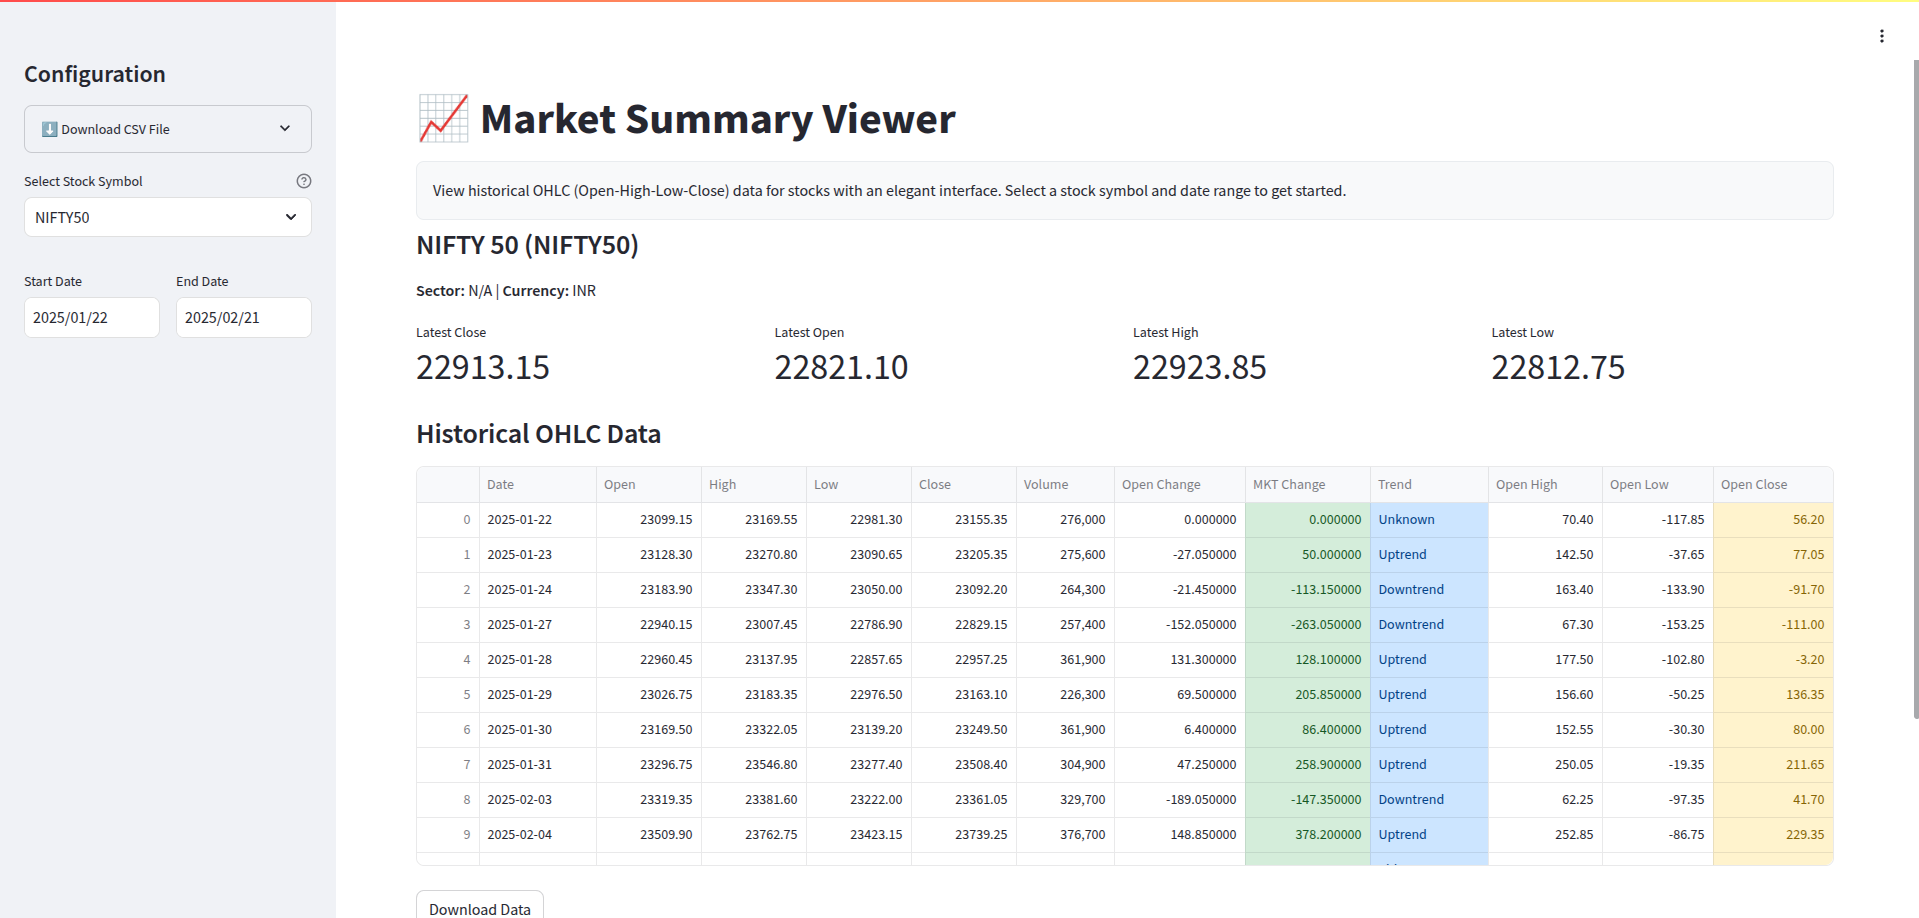 Configuration
Download CSV File
Select Stock Symbol
NIFTY50
Start Date End Date
2025/01/22 2025/02/21
Market Summary Viewer
View historical OHLC (Open-High-Low-Close) data for stocks with an elegant interface. Select a stock symbol and date range to get started.
NIFTY 50 (NIFTY50)
Sector: N/A | Currency: INR
Latest Close Latest Open Latest High Latest Low
22913.15 22821.10 22923.85 22812.75
Historical OHLC Data
Date Open High Low Close Volume Open Change MKT Change Trend Open High Open Low Open Close
0 2025-01-22 23099.15 23169.55 22981.30 23155.35 276,000 0.000000 0.000000 Unknown 70.40 -117.85 56.20
1 2025-01-23 23128.30 23270.80 23090.65 23205.35 275,600 -27.050000 50.000000 Uptrend 142.50 -37.65 77.05
2 2025-01-24 23183.90 23347.30 23050.00 23092.20 264,300 -21.450000 -113.150000 Downtrend 163.40 -133.90 -91.70
3 2025-01-27 22940.15 23007.45 22786.90 22829.15 257,400 -152.050000 -263.050000 Downtrend 67.30 -153.25 -111.00
4 2025-01-28 22960.45 23137.95 22857.65 22957.25 361,900 131.300000 128.100000 Uptrend 177.50 -102.80 -3.20
5 2025-01-29 23026.75 23183.35 22976.50 23163.10 226,300 69.500000 205.850000 Uptrend 156.60 -50.25 136.35
6 2025-01-30 23169.50 23322.05 23139.20 23249.50 361,900 6.400000 86.400000 Uptrend 152.55 -30.30 80.00
7 2025-01-31 23296.75 23546.80 23277.40 23508.40 304,900 47.250000 258.900000 Uptrend 250.05 -19.35 211.65
8 2025-02-03 23319.35 23381.60 23222.00 23361.05 329,700 -189.050000 -147.350000 Downtrend 62.25 -97.35 41.70
9 2025-02-04 23509.90 23762.75 23423.15 23739.25 376,700 148.850000 378.200000 Uptrend 252.85 -86.75 229.35
Download Data